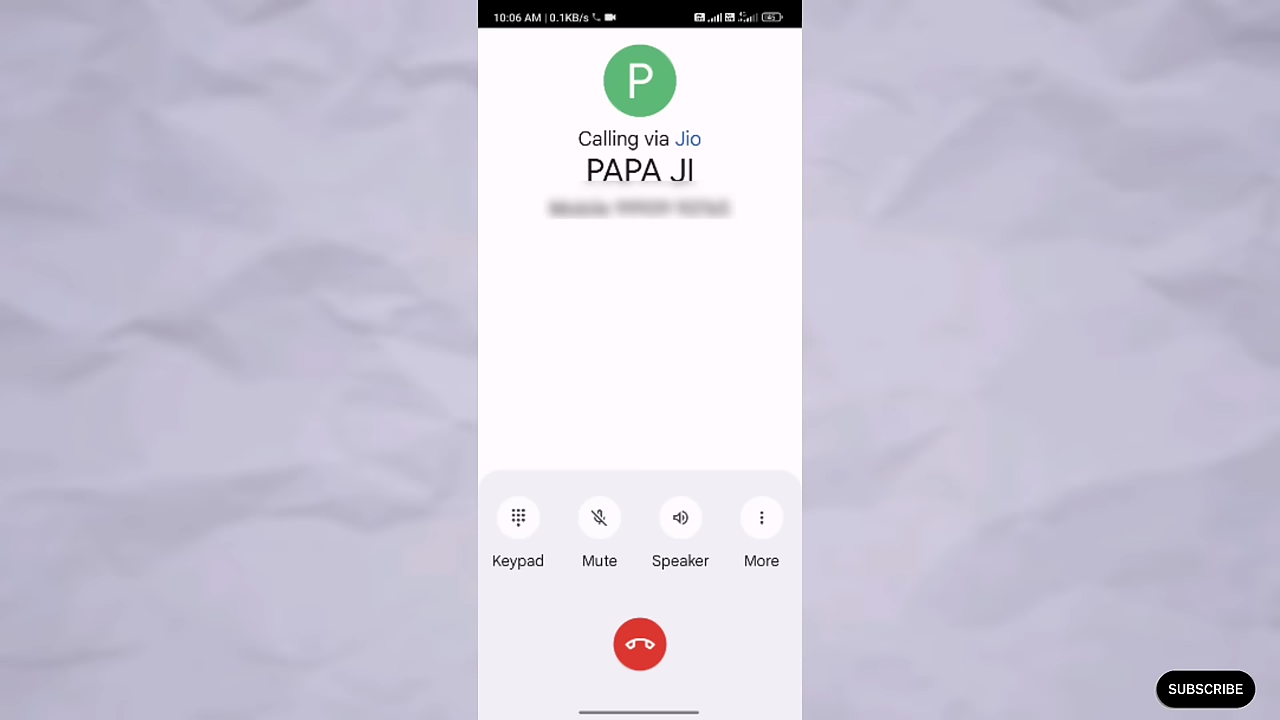 10:06 AM | 0.1KB/s
P
Calling via Jio
PAPA JI
Keypad Mute Speaker More
SUBSCRIBE